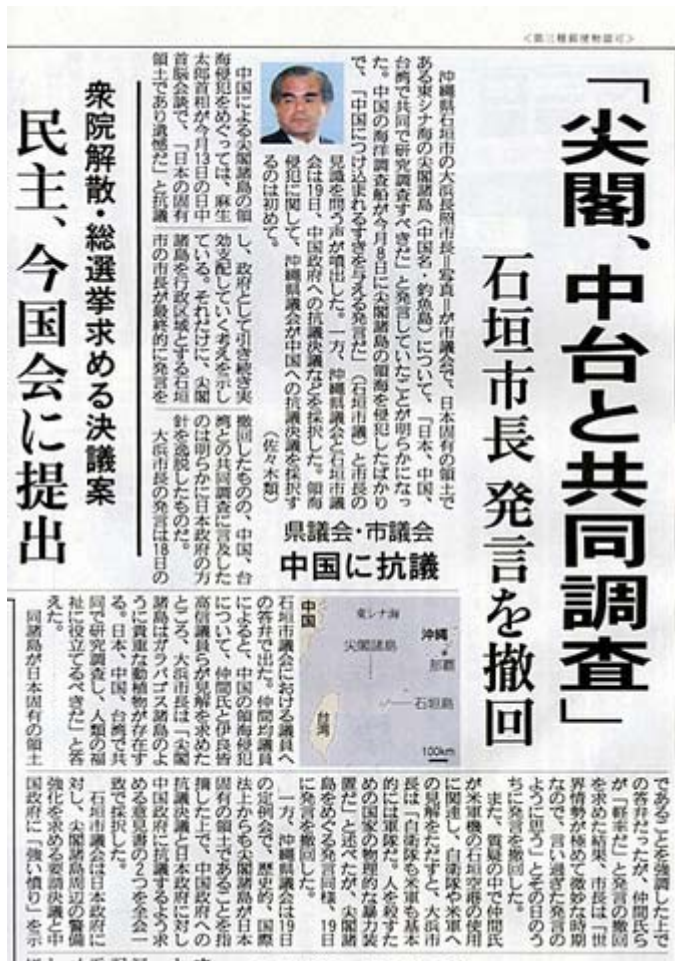 ＜第三種郵便物認可＞
「尖閣、中台と共同調査」
石垣市長 発言を撤回
沖縄県石垣市の大浜長照市長＝写真＝が市議会で、日本固有の領土で
ある東シナ海の尖閣諸島（中国名・釣魚島）について、「日本、中国、
台湾で共同で研究調査すべきだ」と発言していたことが明らかになっ
た。中国の海洋調査船が今月8日に尖閣諸島の領海を侵犯したばかり
で、「中国につけ込まれるすきを与える発言だ」（石垣市議）と市長の
見識を問う声が噴出した。一方、沖縄県議会と石垣市議
会は19日、中国政府への抗議決議などを採択した。領海
侵犯に関して、沖縄県議会が中国への抗議決議を採択す
るのは初めて。
（佐々木類）
県議会・市議会
中国に抗議
中国による尖閣諸島の領
海侵犯をめぐっては、麻生
太郎首相が今月13日の日中
首脳会談で、「日本の固有
領土であり遺憾だ」と抗議
し、政府として引き続き実
効支配していく考えを示し
ている。それだけに、尖閣
諸島を行政区域とする石垣
市の市長が最終的に発言を
撤回したものの、中国、台
湾との共同調査に言及した
のは明らかに日本政府の方
針を逸脱したものだ。
大浜市長の発言は18日の
中国
東シナ海
尖閣諸島
沖縄
那覇
石垣島
台湾
100km
石垣市議会における議員へ
の答弁で出た。仲間均議員
によると、中国の領海侵犯
について、仲間氏と伊良皆
高信議員らが見解を求めた
ところ、大浜市長は「尖閣
諸島はガラパゴス諸島のよ
うに貴重な動植物が存在す
る。日本、中国、台湾で共
同で研究調査し、人類の福
祉に役立てるべきだ」と答
えた。
同諸島が日本固有の領土
であることを強調した上で
の答弁だったが、仲間氏ら
が「軽率だ」と発言の撤回
を求めた結果、市長は「世
界情勢が極めて微妙な時期
なので、言い過ぎた発言の
ように思う」とその日のう
ちに発言を撤回した。
また、質疑の中で仲間氏
が米軍機の石垣空港の使用
に関連し、自衛隊や米軍へ
の見解をただすと、大浜市
長は「自衛隊も米軍も基本
的には軍隊だ。人を殺すた
めの国家の物理的な暴力装
置だ」と述べたが、尖閣諸
島をめぐる発言同様、19日
に発言を撤回した。
一方、沖縄県議会は19日
の定例会で、歴史的、国際
法上からも尖閣諸島が日本
固有の領土であることを指
摘した上で、中国政府への
抗議決議と日本政府に対し
中国政府に抗議するよう求
める意見書の2つを全会一
致で採択した。
石垣市議会は日本政府に
対し、尖閣諸島周辺の警備
強化を求める要請決議と中
国政府に「強い憤り」を示
衆院解散・総選挙求める決議案
民主、今国会に提出